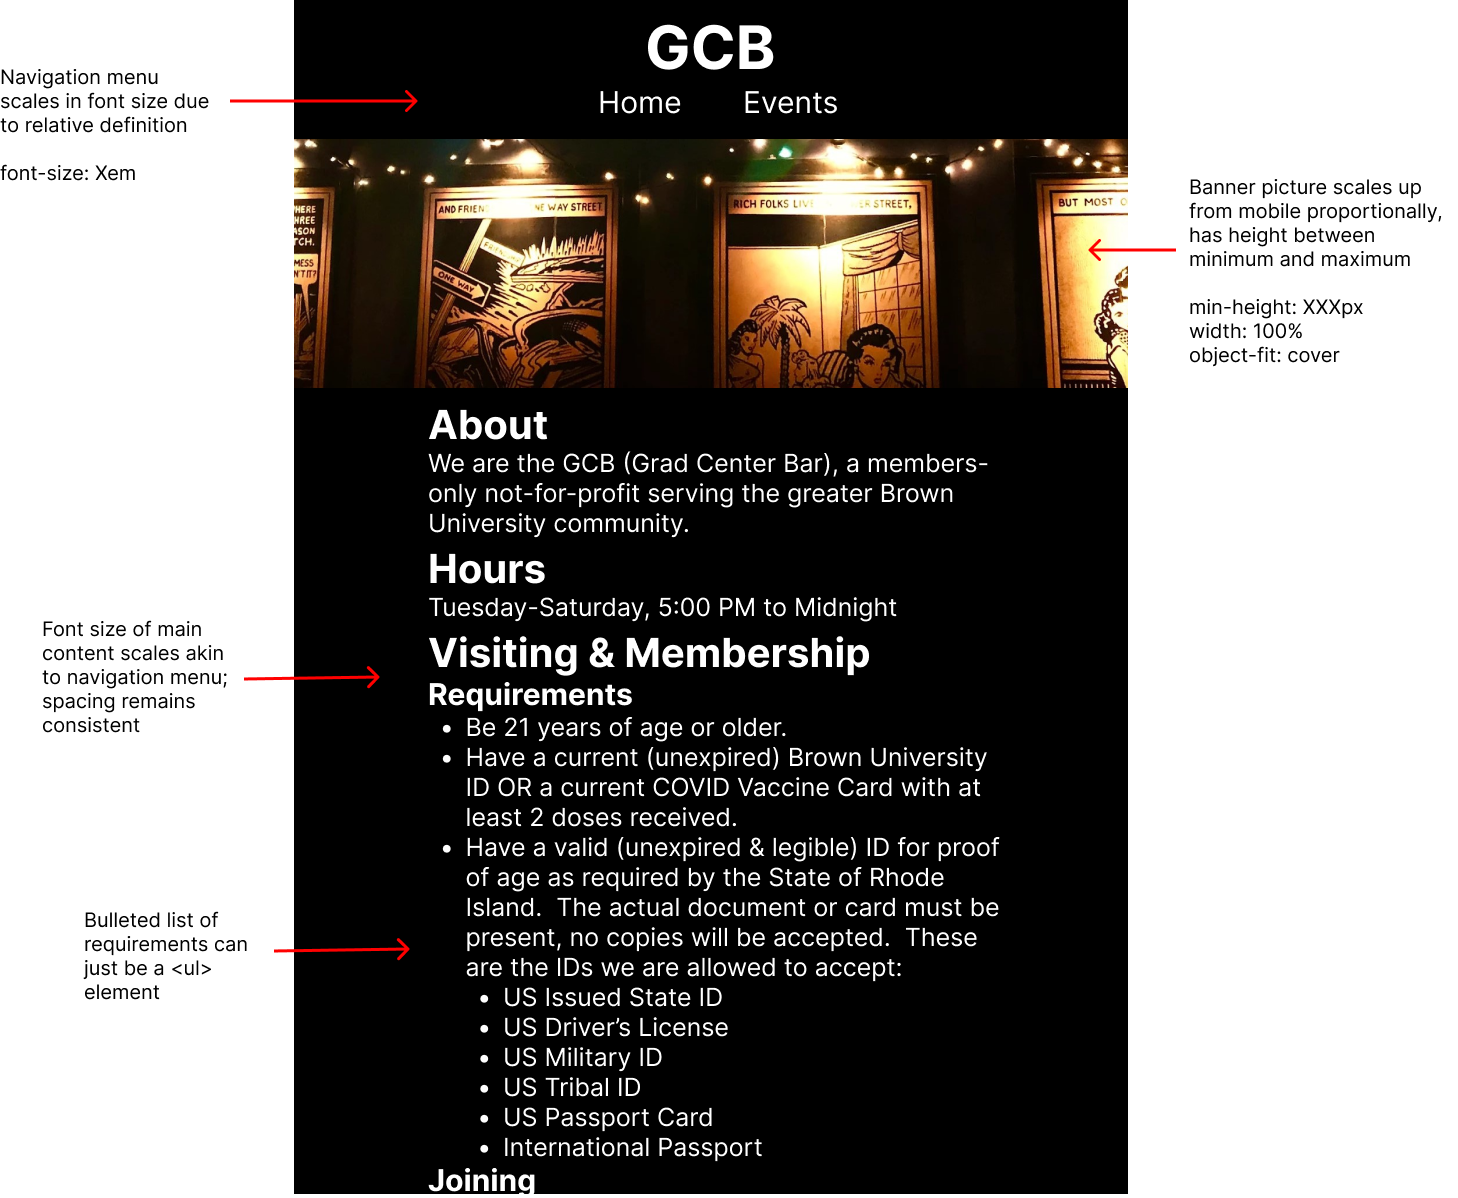 GCB
Home Events
Navigation menu
scales in font size due
to relative definition
font-size: Xem
Banner picture scales up
from mobile proportionally,
has height between
minimum and maximum
min-height: XXXpx
width: 100%
object-fit: cover
HERE
HREE
ASON
TCH.
MESS
N'T IT?
AND FRIEN NE WAY STREET
ONE WAY
RICH FOLKS LIVE ER STREET,
BUT MOST O
About
We are the GCB (Grad Center Bar), a members-
only not-for-profit serving the greater Brown
University community.
Hours
Tuesday-Saturday, 5:00 PM to Midnight
Font size of main
content scales akin
to navigation menu;
spacing remains
consistent
Visiting & Membership
Requirements
• Be 21 years of age or older.
• Have a current (unexpired) Brown University
ID OR a current COVID Vaccine Card with at
least 2 doses received.
• Have a valid (unexpired & legible) ID for proof
of age as required by the State of Rhode
Island.  The actual document or card must be
present, no copies will be accepted.  These
are the IDs we are allowed to accept:
Bulleted list of
requirements can
just be a <ul>
element
• US Issued State ID
• US Driver’s License
• US Military ID
• US Tribal ID
• US Passport Card
• International Passport
Joining